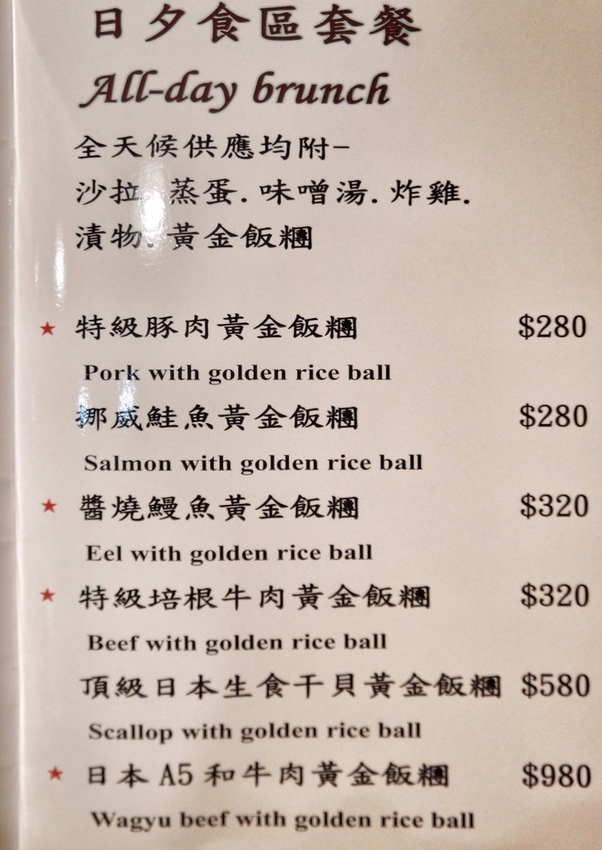 日夕食區套餐
All-day brunch
全天候供應均附-
沙拉.蒸蛋.味噌湯.炸雞.
漬物.黃金飯糰
★ 特級豚肉黃金飯糰 $280
Pork with golden rice ball
挪威鮭魚黃金飯糰 $280
Salmon with golden rice ball
★ 醬燒鰻魚黃金飯糰 $320
Eel with golden rice ball
★ 特級培根牛肉黃金飯糰 $320
Beef with golden rice ball
頂級日本生食干貝黃金飯糰 $580
Scallop with golden rice ball
★ 日本 A5 和牛肉黃金飯糰 $980
Wagyu beef with golden rice ball